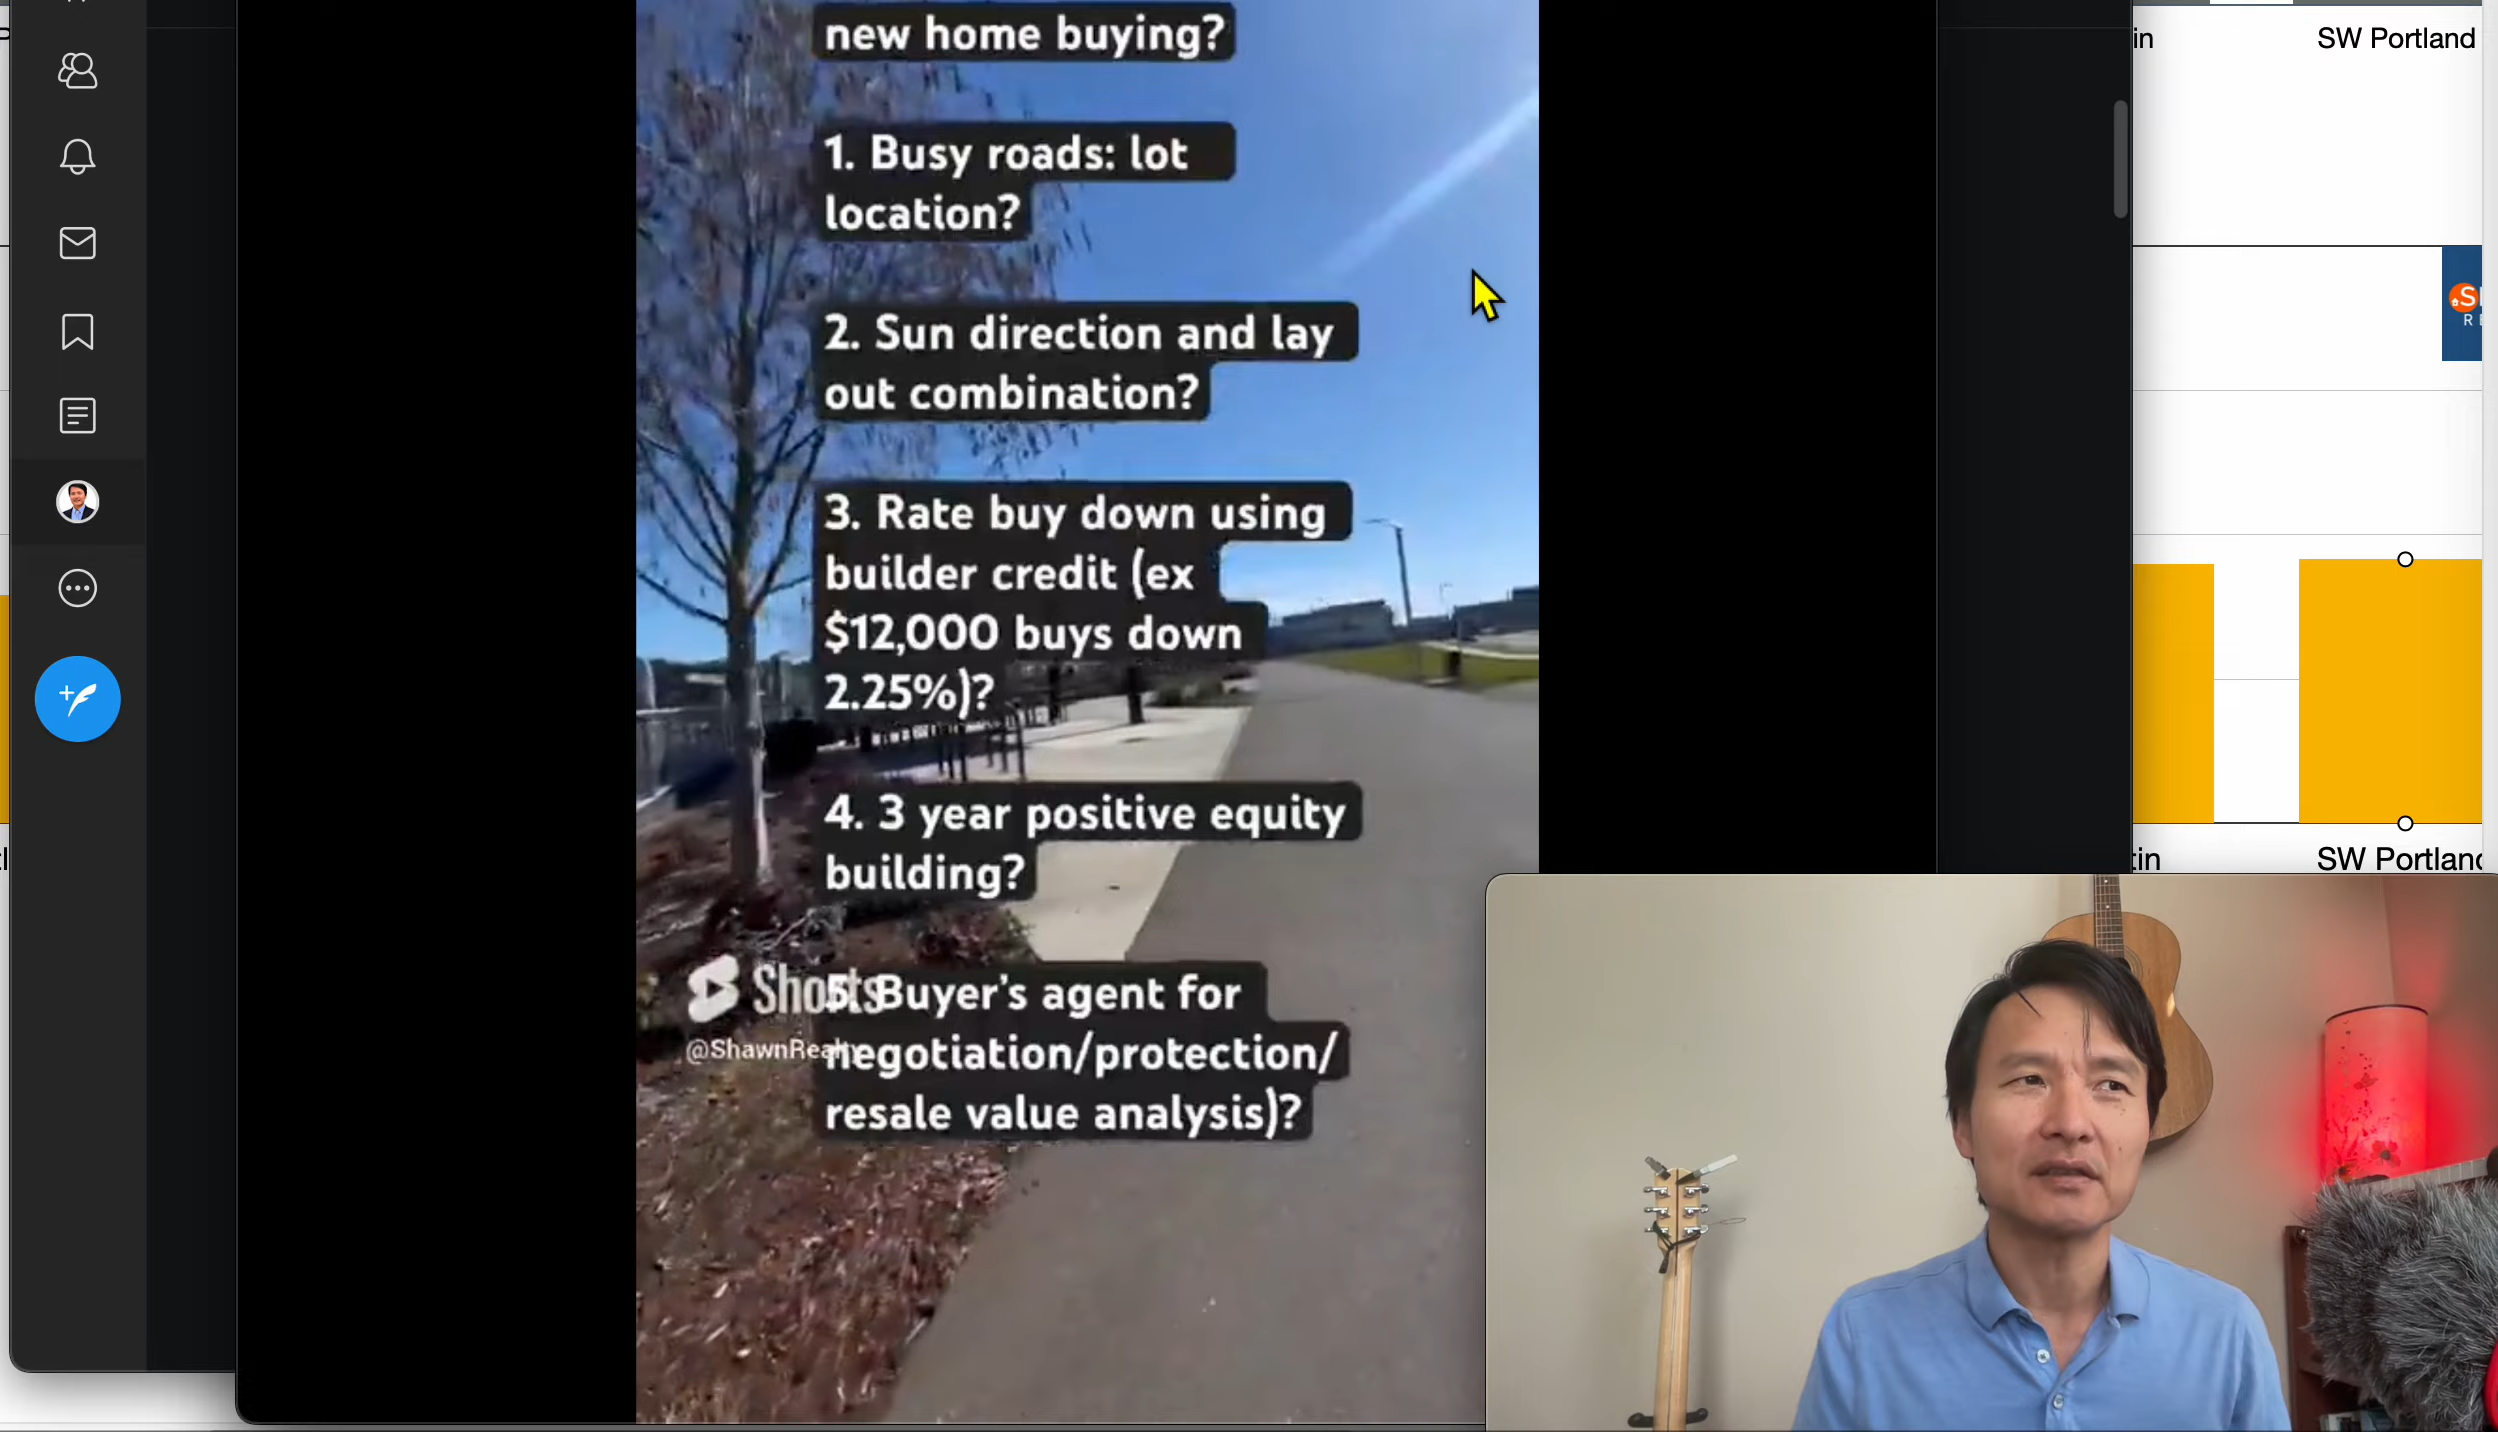 new home buying?
1. Busy roads: lot
location?
2. Sun direction and lay
out combination?
3. Rate buy down using
builder credit (ex
$12,000 buys down
2.25%)?
4. 3 year positive equity
building?
5. Buyer's agent for
negotiation/protection/
resale value analysis)?
Shorts
@ShawnRealty
SW Portland
SW Portland